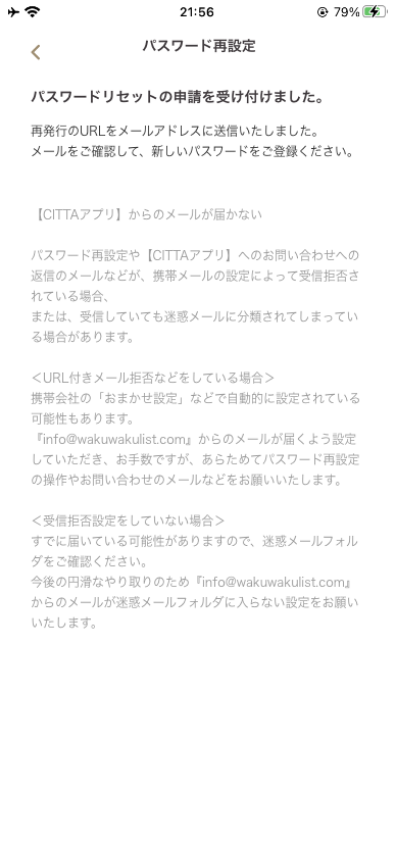 21:56
79%
パスワード再設定
パスワードリセットの申請を受け付けました。
再発行のURLをメールアドレスに送信いたしました。
メールをご確認して、新しいパスワードをご登録ください。
【CITTAアプリ】からのメールが届かない
パスワード再設定や【CITTAアプリ】へのお問い合わせへの
返信のメールなどが、携帯メールの設定によって受信拒否さ
れている場合、
または、受信していても迷惑メールに分類されてしまってい
る場合があります。
＜URL付きメール拒否などをしている場合＞
携帯会社の「おまかせ設定」などで自動的に設定されている
可能性もあります。
『info@wakuwakulist.com』からのメールが届くよう設定
していただき、お手数ですが、あらためてパスワード再設定
の操作やお問い合わせのメールなどをお願いいたします。
＜受信拒否設定をしていない場合＞
すでに届いている可能性がありますので、迷惑メールフォル
ダをご確認ください。
今後の円滑なやり取りのため『info@wakuwakulist.com』
からのメールが迷惑メールフォルダに入らない設定をお願い
いたします。